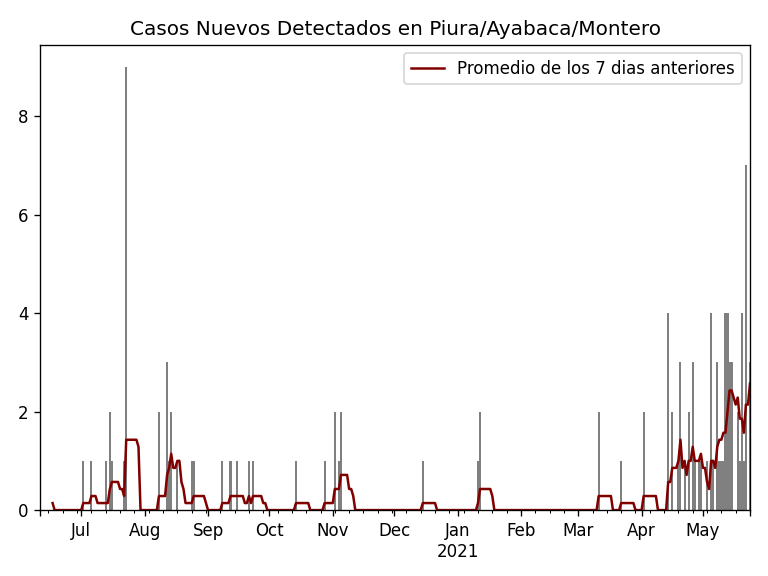 Casos Nuevos Detectados en Piura/Ayabaca/Montero
Promedio de los 7 dias anteriores
8
6
4
2
0
Jul Aug Sep Oct Nov Dec Jan Feb Mar Apr May
2021